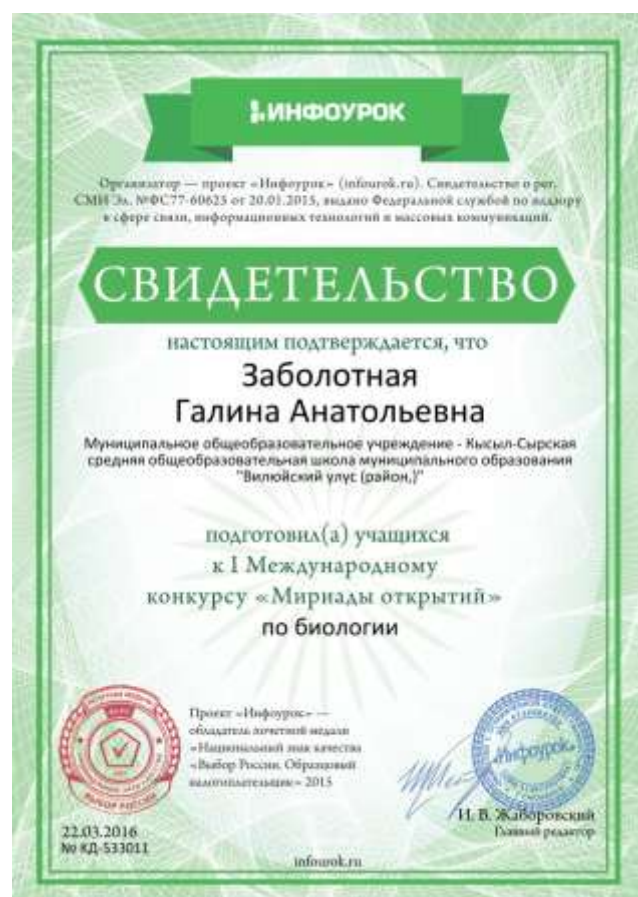 ИНФОУРОК
Организатор — проект «Инфоурок» (infourok.ru). Свидетельство о рег.
СМИ Эл. №ФС77-60625 от 20.01.2015, выдано Федеральной службой по надзору
в сфере связи, информационных технологий и массовых коммуникаций.
СВИДЕТЕЛЬСТВО
настоящим подтверждается, что
Заболотная
Галина Анатольевна
Муниципальное общеобразовательное учреждение - Кысыл-Сырская
средняя общеобразовательная школа муниципального образования
"Вилюйский улус (район,)"
подготовил(а) учащихся
к I Международному
конкурсу «Мириады открытий»
по биологии
Проект «Инфоурок» —
обладатель почетной медали
«Национальный знак качества
«Выбор России. Образцовый
налогоплательщик» 2015
ВЫБОР РОССИИ
Инфоурок
И. В. Жаборовский
Главный редактор
22.03.2016
№ КД-533011
infourok.ru